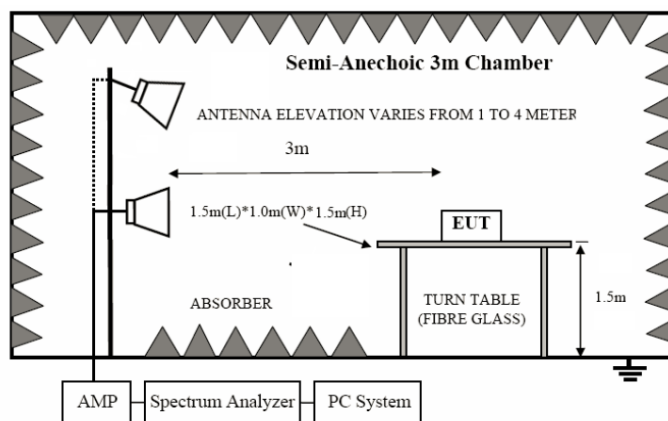 Semi-Anechoic 3m Chamber
ANTENNA ELEVATION VARIES FROM 1 TO 4 METER
3m
1.5m(L)*1.0m(W)*1.5m(H)
EUT
ABSORBER
TURN TABLE
(FIBRE GLASS)
1.5m
AMP
Spectrum Analyzer
PC System